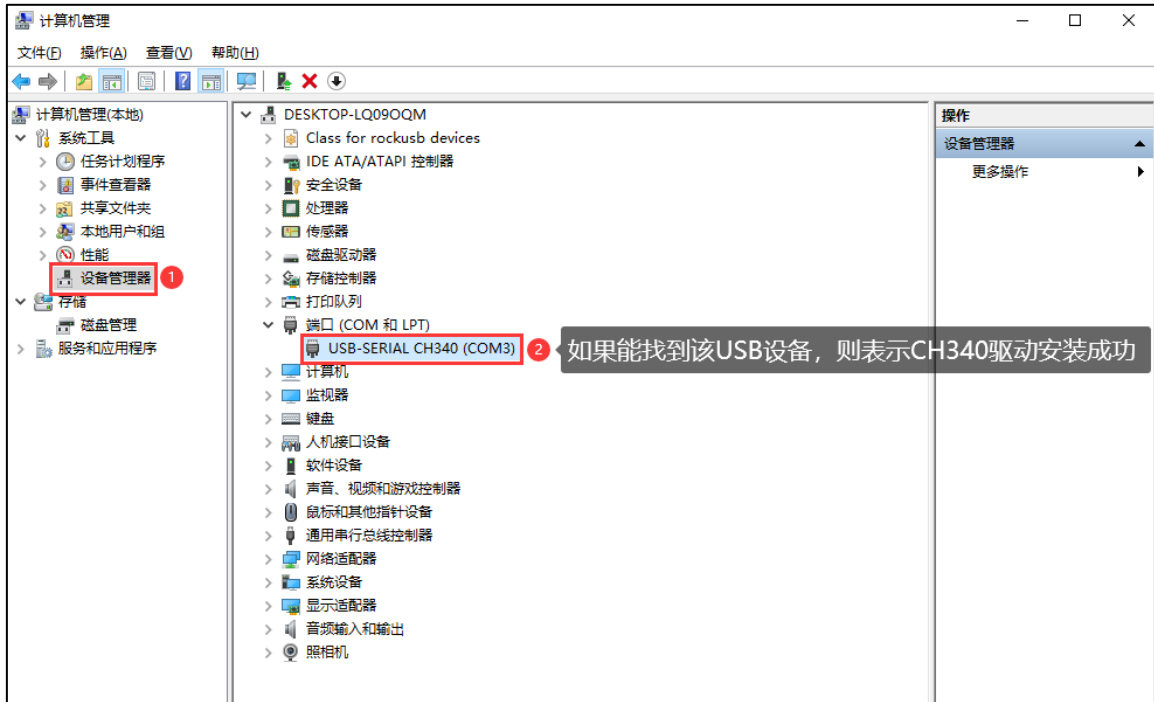 计算机管理
文件(F) 操作(A) 查看(V) 帮助(H)
计算机管理(本地)
系统工具
任务计划程序
事件查看器
共享文件夹
本地用户和组
性能
设备管理器 1
存储
磁盘管理
服务和应用程序
DESKTOP-LQ09OQM
Class for rockusb devices
IDE ATA/ATAPI 控制器
安全设备
处理器
传感器
磁盘驱动器
存储控制器
打印队列
端口 (COM 和 LPT)
USB-SERIAL CH340 (COM3) 2 如果能找到该USB设备，则表示CH340驱动安装成功
计算机
监视器
键盘
人机接口设备
软件设备
声音、视频和游戏控制器
鼠标和其他指针设备
通用串行总线控制器
网络适配器
系统设备
显示适配器
音频输入和输出
照相机
操作
设备管理器
更多操作